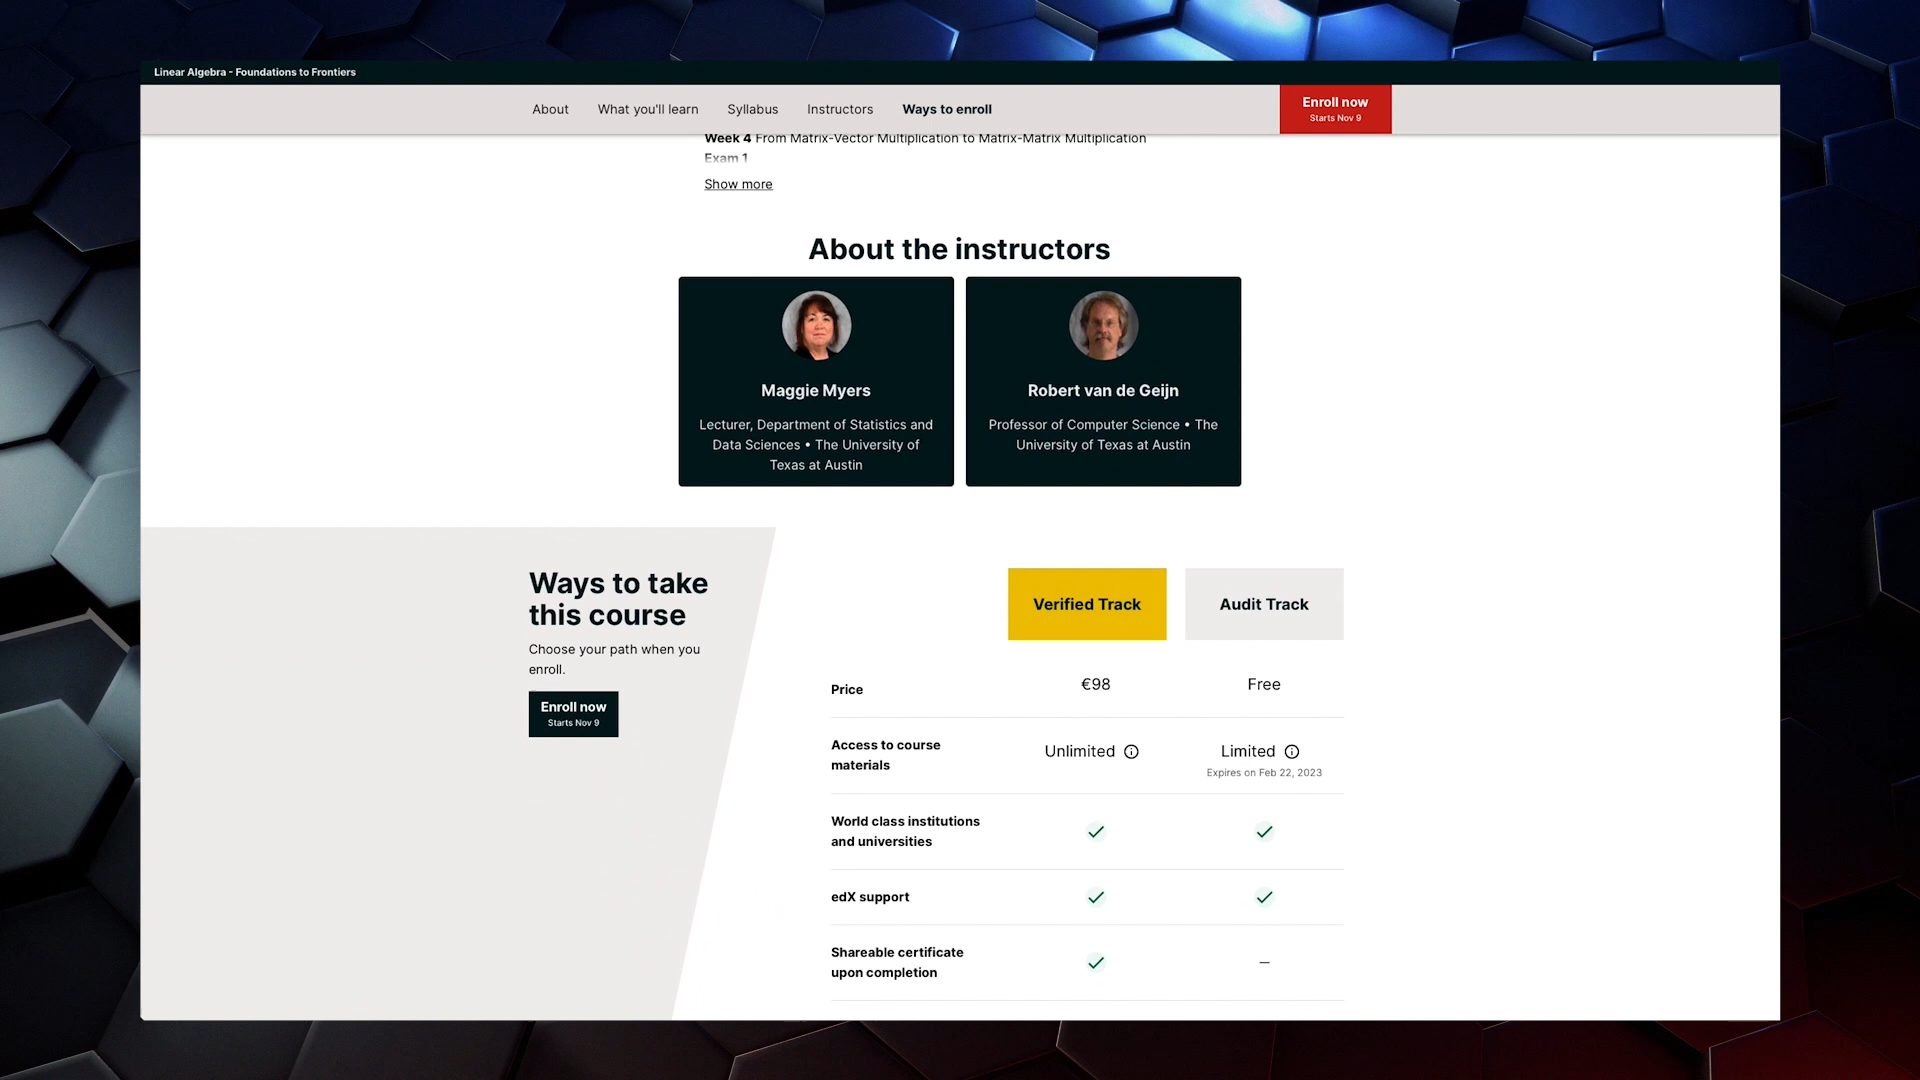 Linear Algebra - Foundations to Frontiers
About
What you'll learn
Syllabus
Instructors
Ways to enroll
Enroll now
Starts Nov 9
Week 4 From Matrix-Vector Multiplication to Matrix-Matrix Multiplication
Exam 1
Show more
About the instructors
Maggie Myers
Lecturer, Department of Statistics and
Data Sciences • The University of
Texas at Austin
Robert van de Geijn
Professor of Computer Science • The
University of Texas at Austin
Ways to take
this course
Choose your path when you
enroll.
Enroll now
Starts Nov 9
Verified Track
Audit Track
Price
€98
Free
Access to course
materials
Unlimited
Limited
Expires on Feb 22, 2023
World class institutions
and universities
edX support
Shareable certificate
upon completion